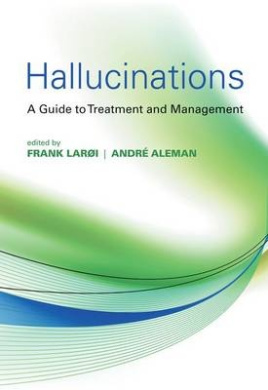 Hallucinations
A Guide to Treatment and Management
edited by
FRANK LARØI | ANDRÉ ALEMAN